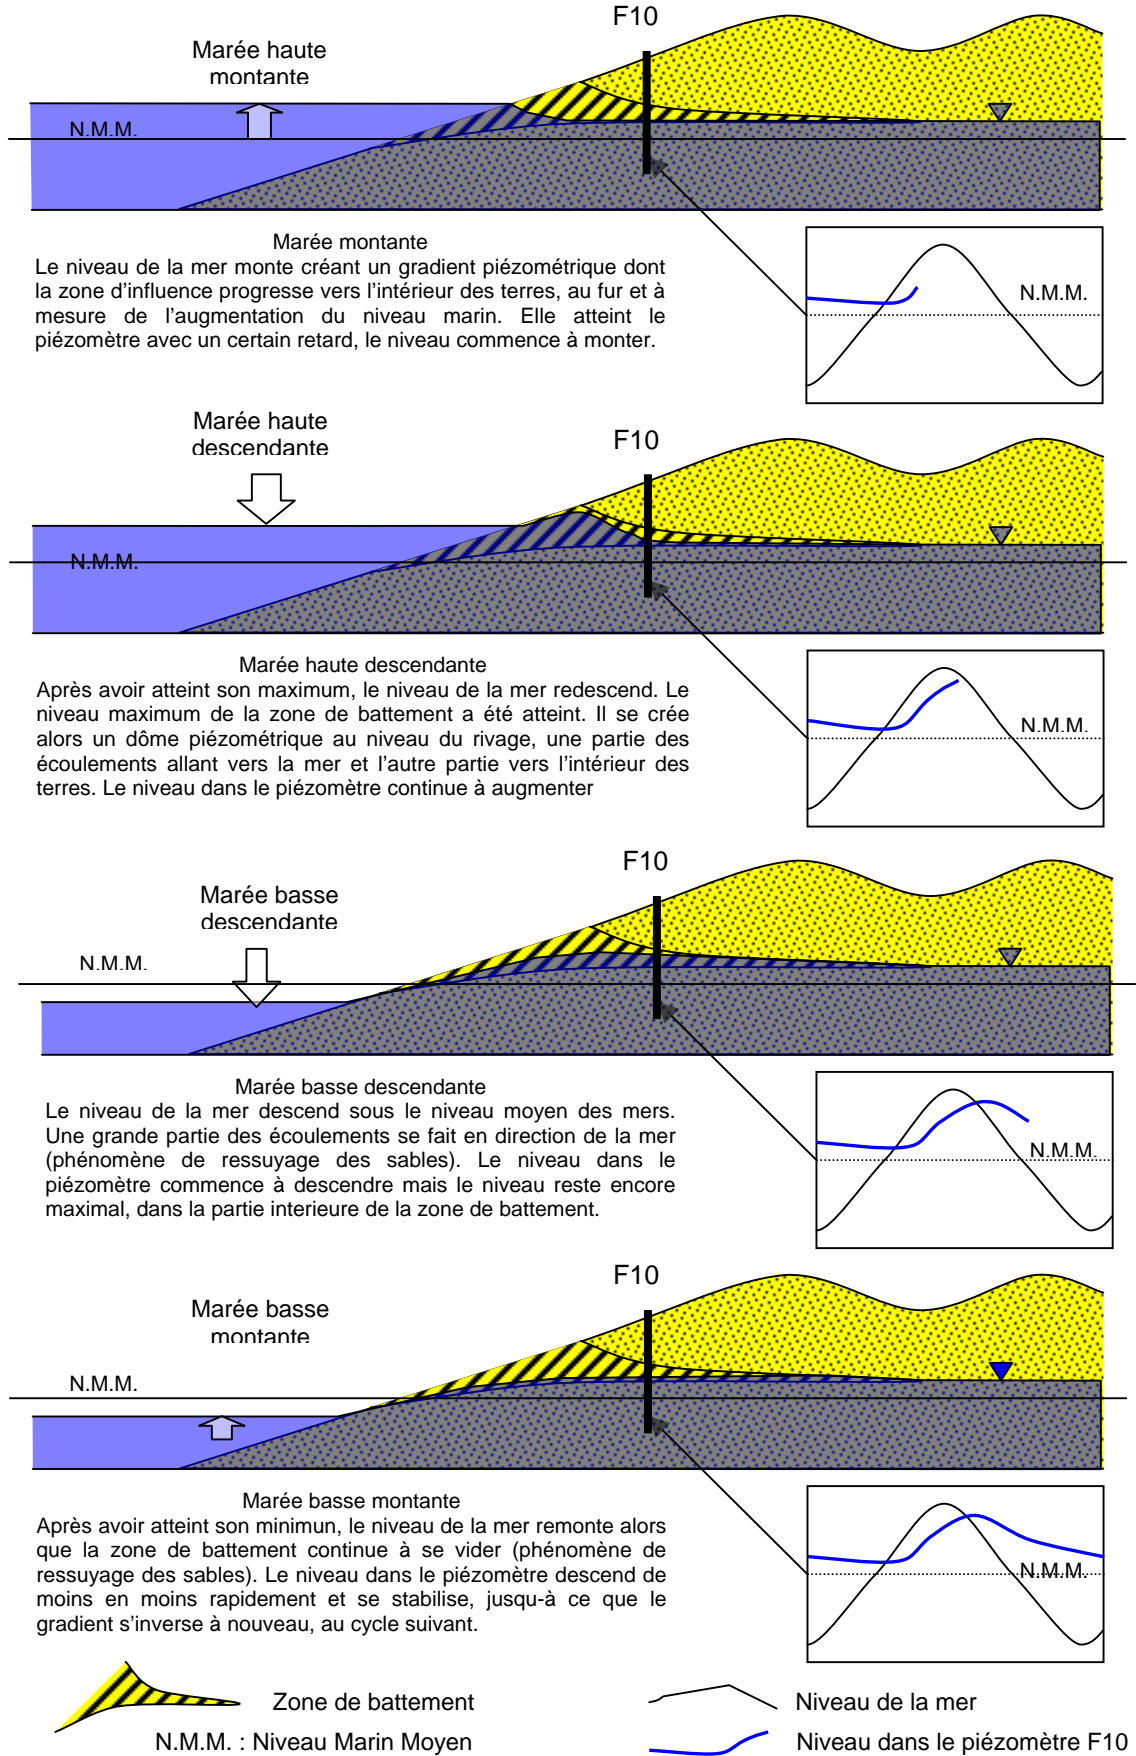 F10
Marée haute
montante
N.M.M.
Marée montante
Le niveau de la mer monte créant un gradient piézométrique dont
la zone d'influence progresse vers l'intérieur des terres, au fur et à
mesure de l'augmentation du niveau marin. Elle atteint le
piézomètre avec un certain retard, le niveau commence à monter.
N.M.M.
Marée haute
descendante
F10
N.M.M.
Marée haute descendante
Après avoir atteint son maximum, le niveau de la mer redescend. Le
niveau maximum de la zone de battement a été atteint. Il se crée
alors un dôme piézométrique au niveau du rivage, une partie des
écoulements allant vers la mer et l'autre partie vers l'intérieur des
terres. Le niveau dans le piézomètre continue à augmenter
N.M.M.
F10
Marée basse
descendante
N.M.M.
Marée basse descendante
Le niveau de la mer descend sous le niveau moyen des mers.
Une grande partie des écoulements se fait en direction de la mer
(phénomène de ressuyage des sables). Le niveau dans le
piézomètre commence à descendre mais le niveau reste encore
maximal, dans la partie interieure de la zone de battement.
N.M.M.
F10
Marée basse
montante
N.M.M.
Marée basse montante
Après avoir atteint son minimun, le niveau de la mer remonte alors
que la zone de battement continue à se vider (phénomène de
ressuyage des sables). Le niveau dans le piézomètre descend de
moins en moins rapidement et se stabilise, jusqu-à ce que le
gradient s'inverse à nouveau, au cycle suivant.
N.M.M.
Zone de battement
Niveau de la mer
N.M.M. : Niveau Marin Moyen
Niveau dans le piézomètre F10